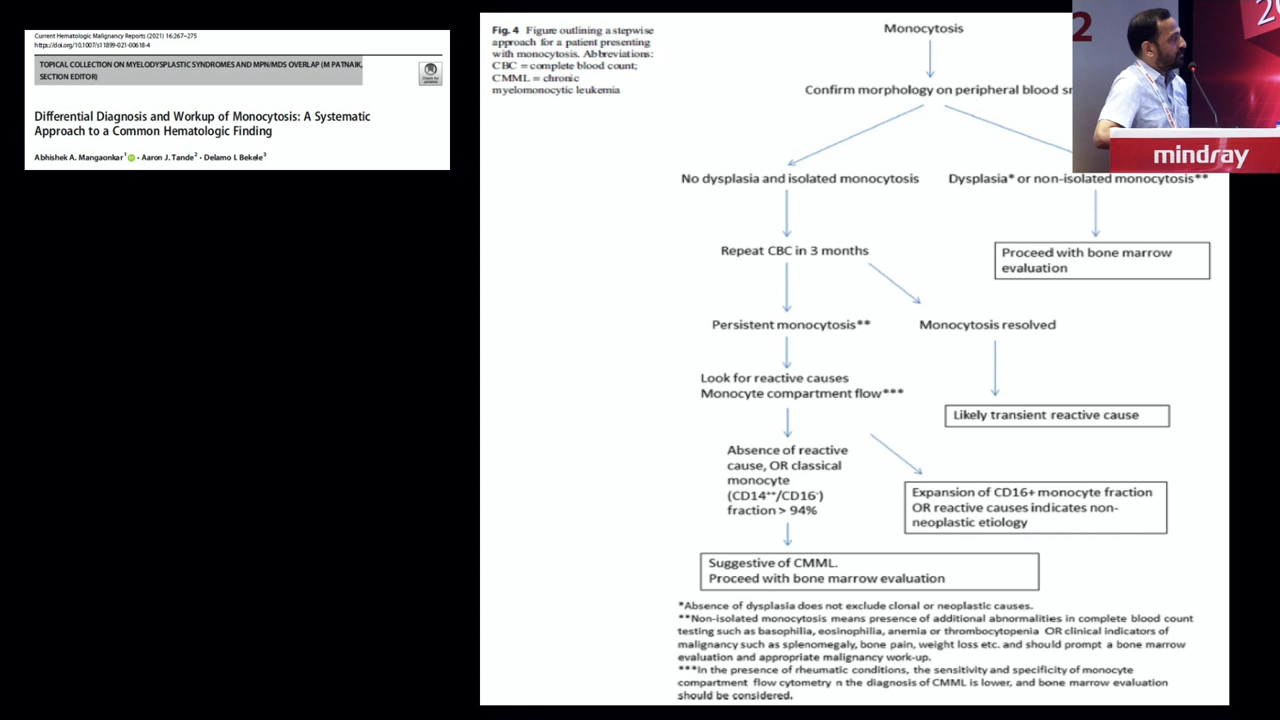 Current Hematologic Malignancy Reports (2021) 16:267–275
https://doi.org/10.1007/s11899-021-00618-4
TOPICAL COLLECTION ON MYELODYSPLASTIC SYNDROMES AND MPN/MDS OVERLAP (M PATNAIK,
SECTION EDITOR)
Check for
updates
Differential Diagnosis and Workup of Monocytosis: A Systematic
Approach to a Common Hematologic Finding
Abhishek A. Mangaonkar1 · Aaron J. Tande2 · Delamo I. Bekele3
Fig. 4 Figure outlining a stepwise
approach for a patient presenting
with monocytosis. Abbreviations:
CBC = complete blood count;
CMML = chronic
myelomonocytic leukemia
Monocytosis
Confirm morphology on peripheral blood
No dysplasia and isolated monocytosis
Dysplasia* or non-isolated monocytosis**
Repeat CBC in 3 months
Proceed with bone marrow
evaluation
Persistent monocytosis**
Monocytosis resolved
Look for reactive causes
Monocyte compartment flow***
Likely transient reactive cause
Absence of reactive
cause, OR classical
monocyte
(CD14++/CD16-)
fraction > 94%
Expansion of CD16+ monocyte fraction
OR reactive causes indicates non-
neoplastic etiology
Suggestive of CMML.
Proceed with bone marrow evaluation
*Absence of dysplasia does not exclude clonal or neoplastic causes.
**Non-isolated monocytosis means presence of additional abnormalities in complete blood count
testing such as basophilia, eosinophilia, anemia or thrombocytopenia OR clinical indicators of
malignancy such as splenomegaly, bone pain, weight loss etc. and should prompt a bone marrow
evaluation and appropriate malignancy work-up.
***In the presence of rheumatic conditions, the sensitivity and specificity of monocyte
compartment flow cytometry n the diagnosis of CMML is lower, and bone marrow evaluation
should be considered.
2
20
mindray